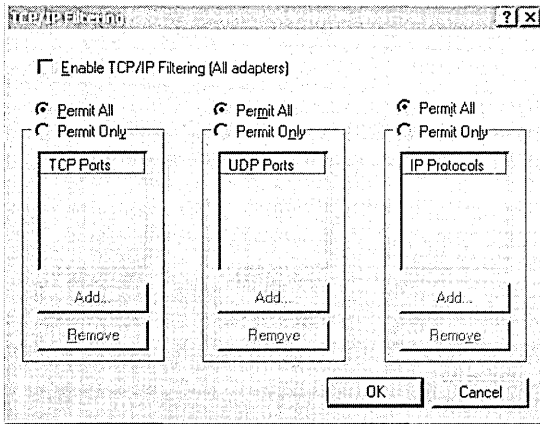 TCP/IP Filtering
Enable TCP/IP Filtering (All adapters)
Permit All Permit All Permit All
Permit Only Permit Only Permit Only
TCP Ports UDP Ports IP Protocols
Add... Add... Add...
Remove Remove Remove
OK Cancel